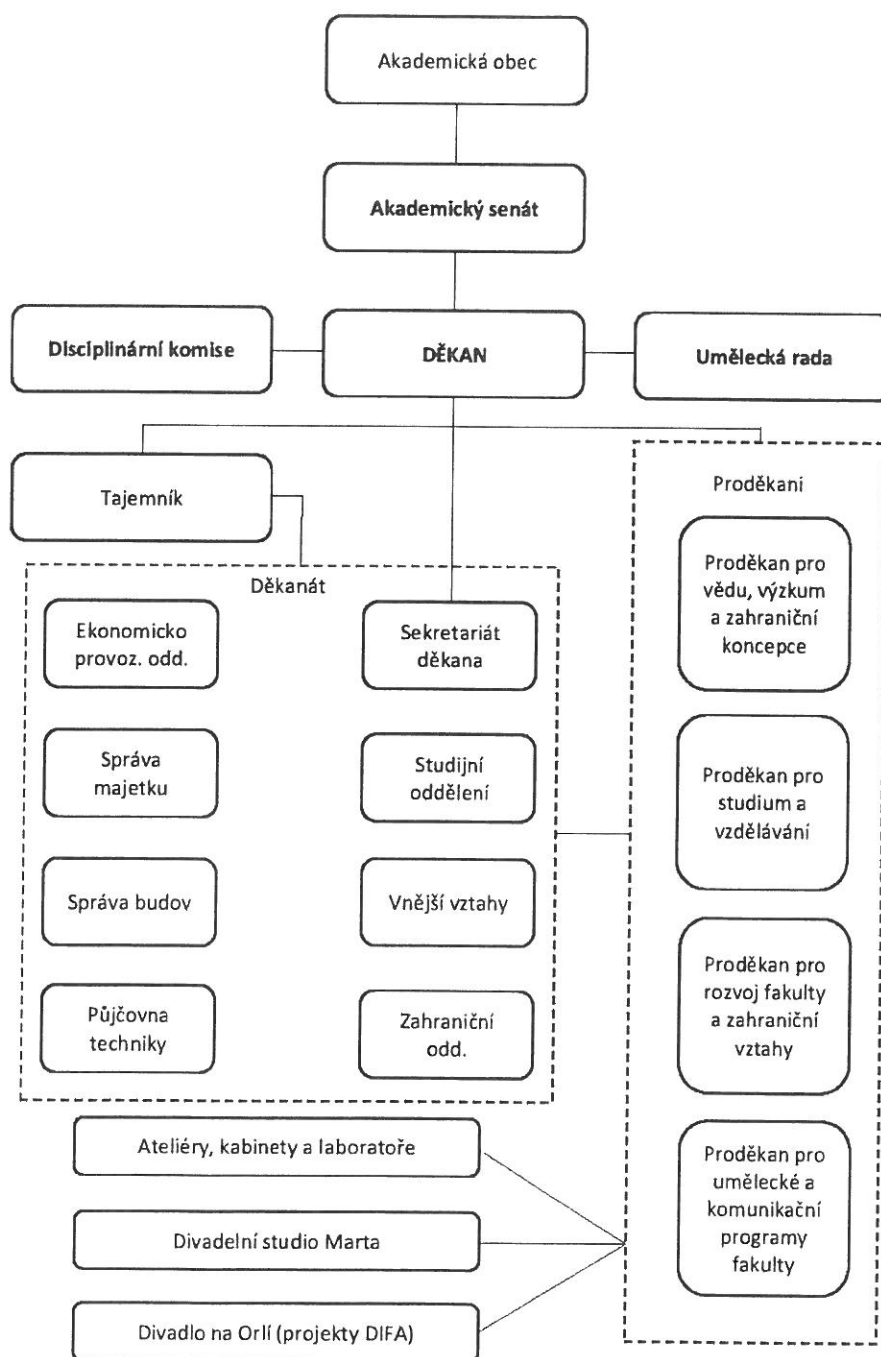 Akademická obec
Akademický senát
Disciplinární komise
DĚKAN
Umělecká rada
Tajemník
Proděkani
Děkanát
Ekonomicko
provoz. odd.
Sekretariát
děkana
Správa
majetku
Studijní
oddělení
Správa budov
Vnější vztahy
Půjčovna
techniky
Zahraniční
odd.
Proděkan pro
vědu, výzkum
a zahraniční
koncepce
Proděkan pro
studium a
vzdělávání
Proděkan pro
rozvoj fakulty
a zahraniční
vztahy
Proděkan pro
umělecké a
komunikační
programy
fakulty
Ateliéry, kabinety a laboratoře
Divadelní studio Marta
Divadlo na Orlí (projekty DIFA)